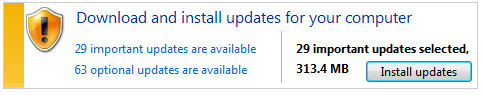 Download and install updates for your computer
29 important updates are available
63 optional updates are available
29 important updates selected,
313.4 MB
Install updates